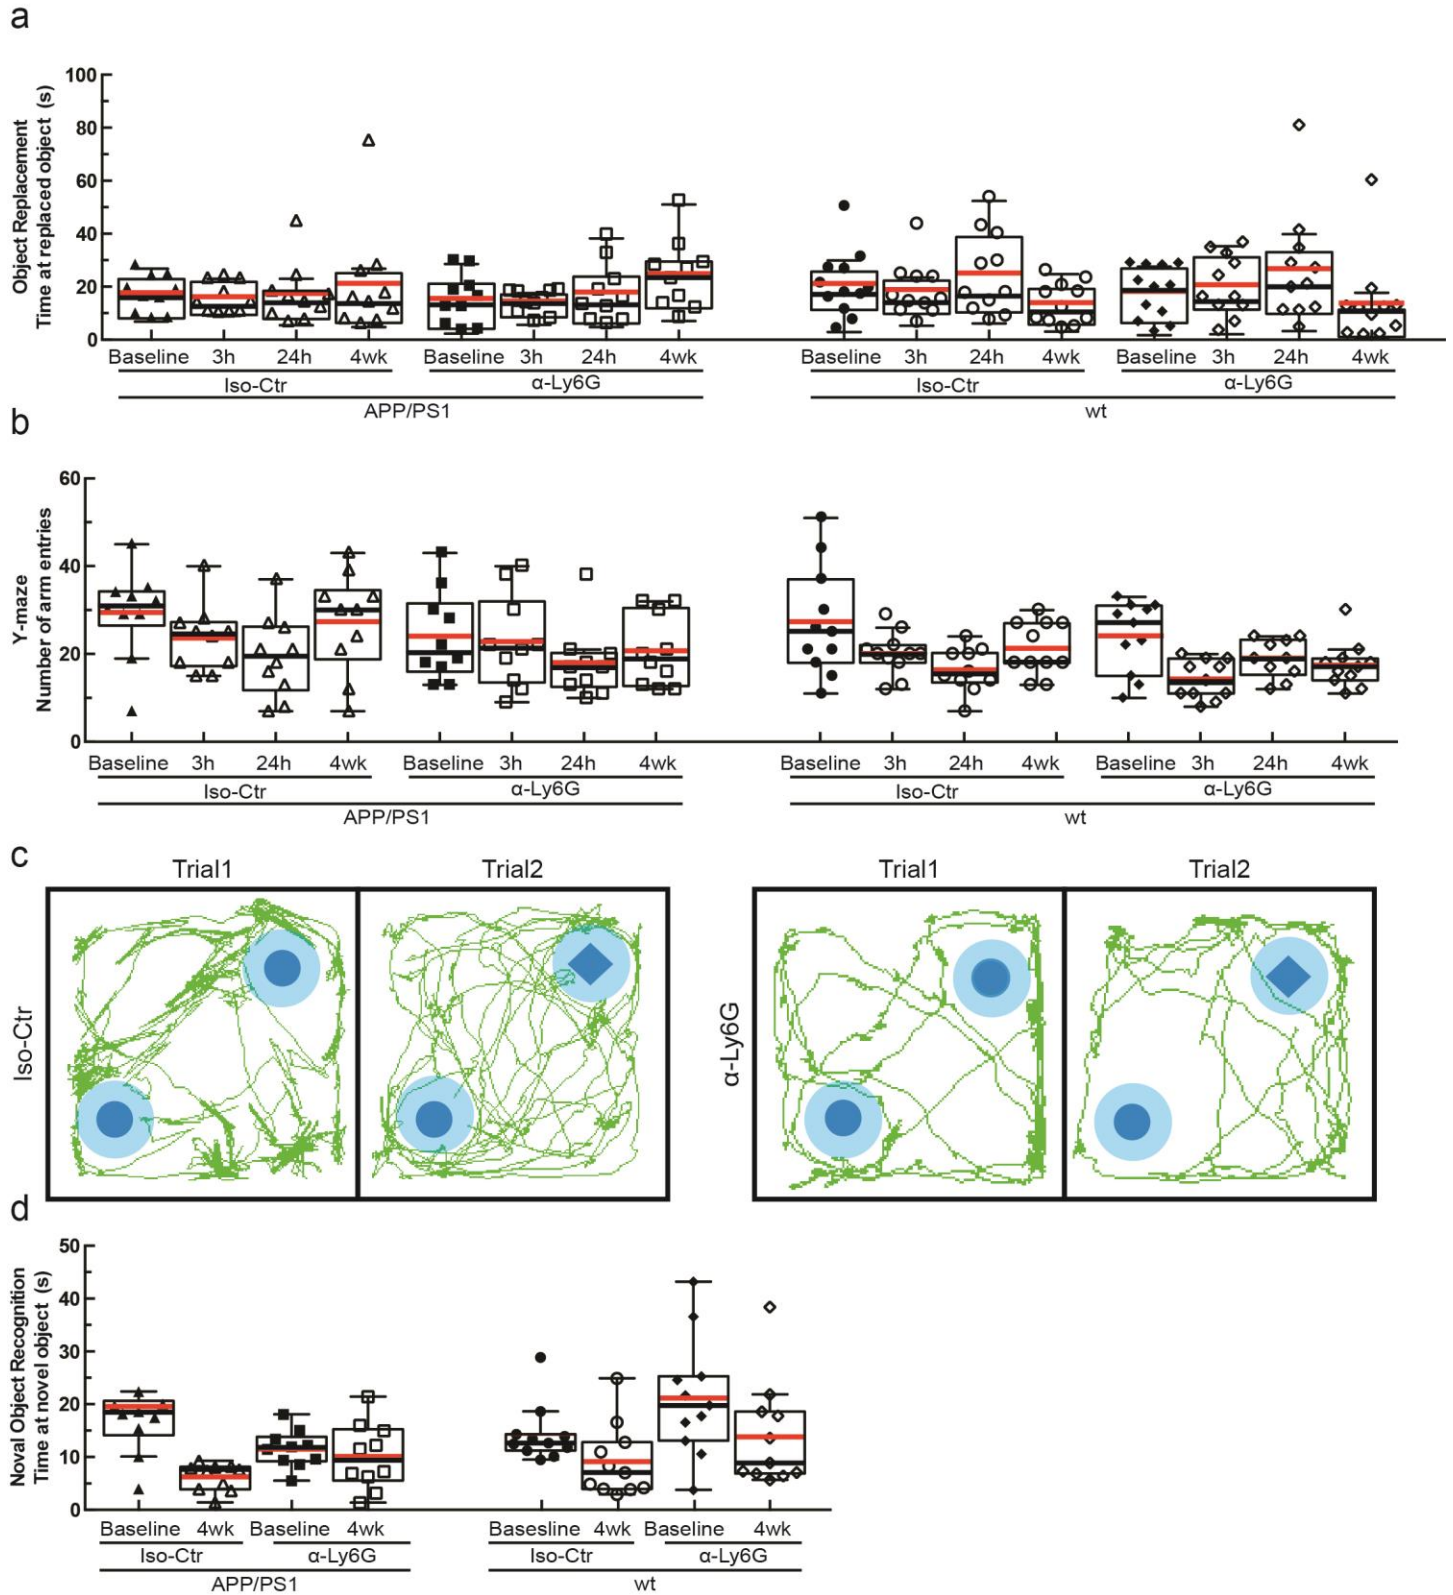 a
Object Replacement
Time at replaced object (s)
100
80
60
40
20
0
Baseline 3h 24h 4wk Baseline 3h 24h 4wk Baseline 3h 24h 4wk Baseline 3h 24h 4wk
Iso-Ctr α-Ly6G Iso-Ctr α-Ly6G
APP/PS1 wt
b
Y-maze
Number of arm entries
60
40
20
0
Baseline 3h 24h 4wk Baseline 3h 24h 4wk Baseline 3h 24h 4wk Baseline 3h 24h 4wk
Iso-Ctr α-Ly6G Iso-Ctr α-Ly6G
APP/PS1 wt
c
Trial1 Trial2 Trial1 Trial2
Iso-Ctr
α-Ly6G
d
Noval Object Recognition
Time at novel object (s)
50
40
30
20
10
0
Baseline 4wk Baseline 4wk Basesline 4wk Baseline 4wk
Iso-Ctr α-Ly6G Iso-Ctr α-Ly6G
APP/PS1 wt